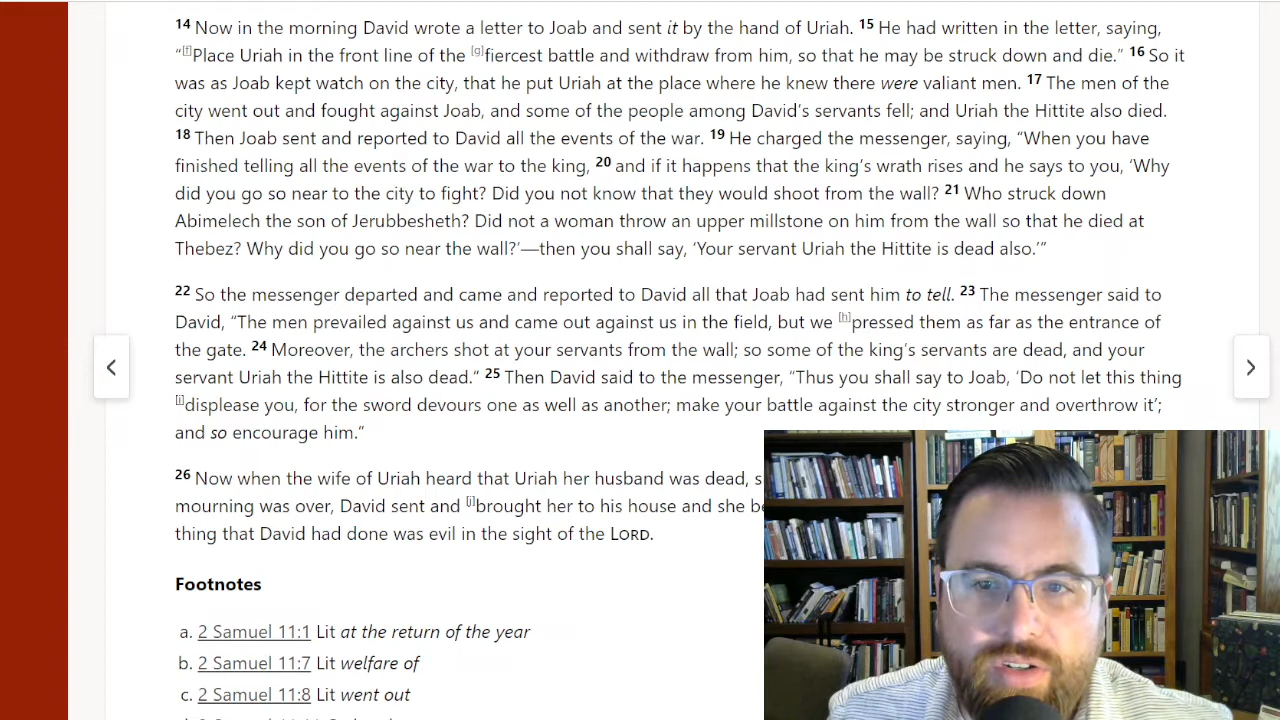 14 Now in the morning David wrote a letter to Joab and sent it by the hand of Uriah. 15 He had written in the letter, saying,
“[f]Place Uriah in the front line of the [g]fiercest battle and withdraw from him, so that he may be struck down and die.” 16 So it
was as Joab kept watch on the city, that he put Uriah at the place where he knew there were valiant men. 17 The men of the
city went out and fought against Joab, and some of the people among David’s servants fell; and Uriah the Hittite also died.
18 Then Joab sent and reported to David all the events of the war. 19 He charged the messenger, saying, “When you have
finished telling all the events of the war to the king, 20 and if it happens that the king’s wrath rises and he says to you, ‘Why
did you go so near to the city to fight? Did you not know that they would shoot from the wall? 21 Who struck down
Abimelech the son of Jerubbesheth? Did not a woman throw an upper millstone on him from the wall so that he died at
Thebez? Why did you go so near the wall?’—then you shall say, ‘Your servant Uriah the Hittite is dead also.’”
22 So the messenger departed and came and reported to David all that Joab had sent him to tell. 23 The messenger said to
David, “The men prevailed against us and came out against us in the field, but we [h]pressed them as far as the entrance of
the gate. 24 Moreover, the archers shot at your servants from the wall; so some of the king’s servants are dead, and your
servant Uriah the Hittite is also dead.” 25 Then David said to the messenger, “Thus you shall say to Joab, ‘Do not let this thing
[i]displease you, for the sword devours one as well as another; make your battle against the city stronger and overthrow it’;
and so encourage him.”
26 Now when the wife of Uriah heard that Uriah her husband was dead, s
mourning was over, David sent and [j]brought her to his house and she be
thing that David had done was evil in the sight of the LORD.
Footnotes
a. 2 Samuel 11:1 Lit at the return of the year
b. 2 Samuel 11:7 Lit welfare of
c. 2 Samuel 11:8 Lit went out